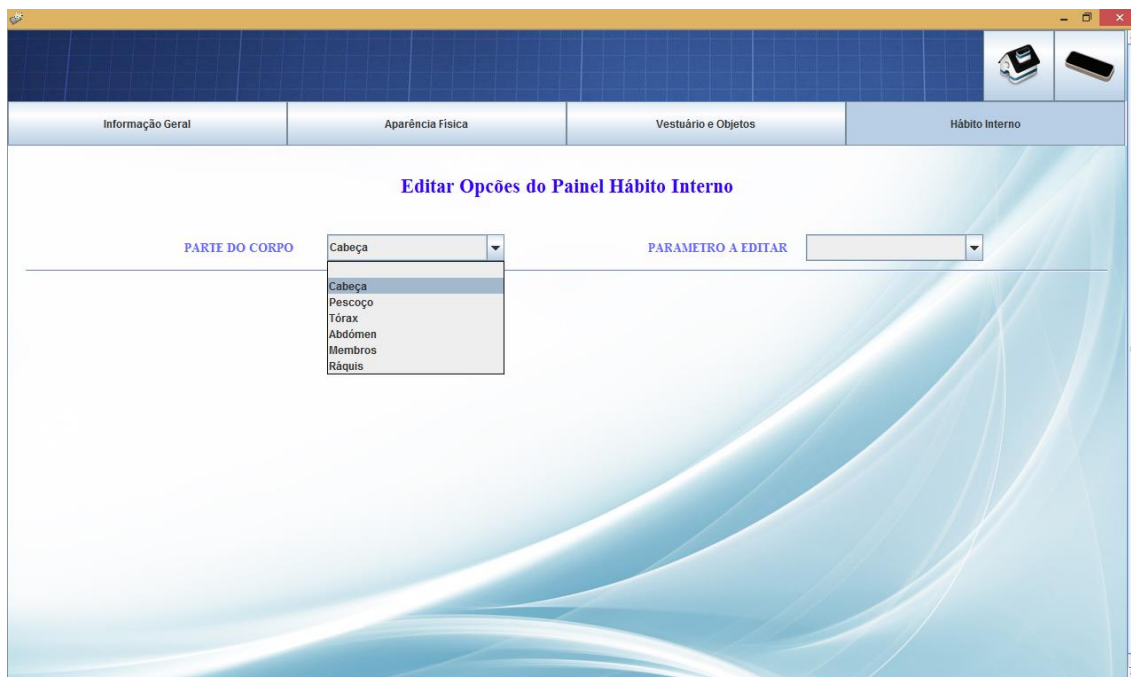 Informação Geral Aparência Física Vestuário e Objetos Hábito Interno
Editar Opcões do Painel Hábito Interno
PARTE DO CORPO Cabeça PARAMETRO A EDITAR
Cabeça
Pescoço
Tórax
Abdómen
Membros
Ráquis